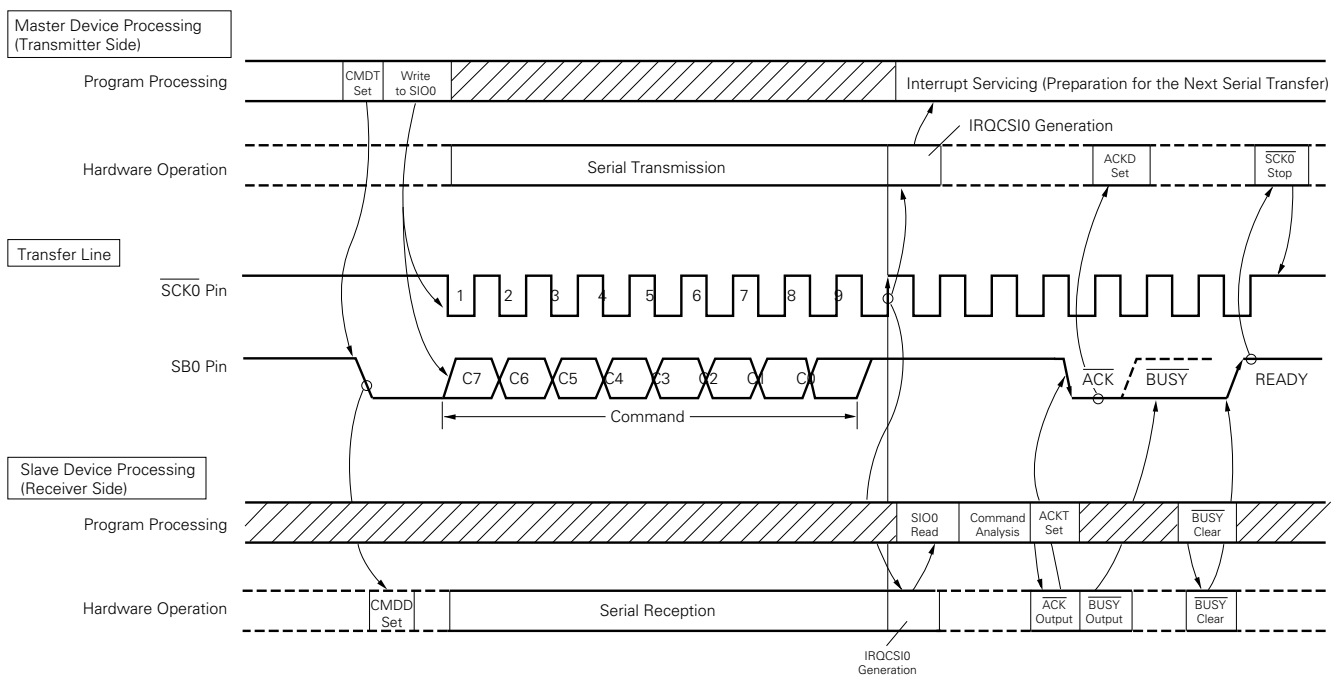 Master Device Processing
(Transmitter Side)
Program Processing
CMDT
Set
Write
to SIO0
Interrupt Servicing (Preparation for the Next Serial Transfer)
IRQCSI0 Generation
Hardware Operation
Serial Transmission
ACKD
Set
SCK0
Stop
Transfer Line
SCK0 Pin
1 2 3 4 5 6 7 8 9
SB0 Pin
C7 C6 C5 C4 C3 C2 C1 C0
ACK
BUSY
READY
Command
Slave Device Processing
(Receiver Side)
Program Processing
SIO0
Read
Command
Analysis
ACKT
Set
BUSY
Clear
Hardware Operation
CMDD
Set
Serial Reception
ACK
Output
BUSY
Output
BUSY
Clear
IRQCSI0
Generation